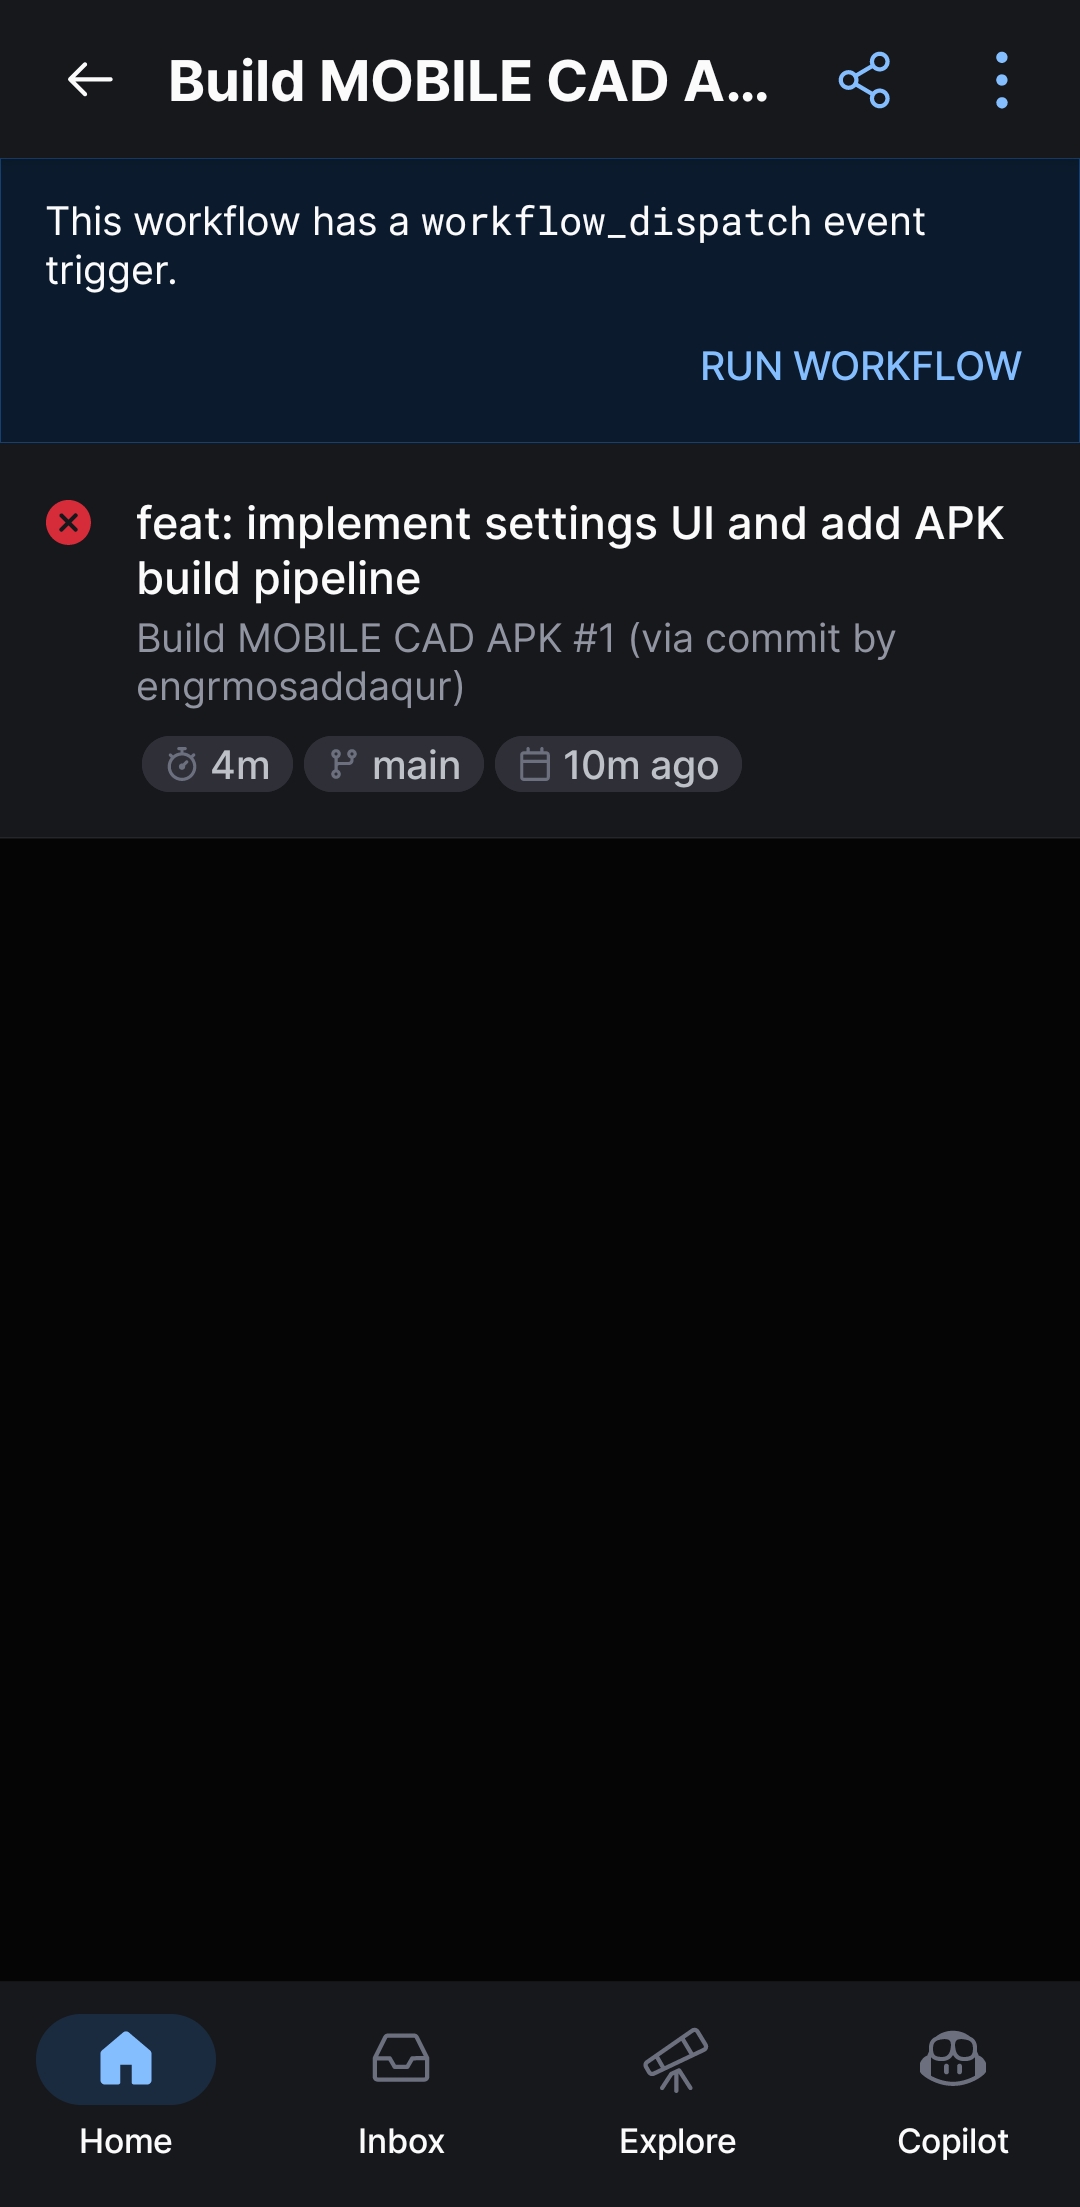 Build MOBILE CAD A...
This workflow has a workflow_dispatch event
trigger.
RUN WORKFLOW
feat: implement settings UI and add APK
build pipeline
Build MOBILE CAD APK #1 (via commit by
engrmosaddaqur)
4m main 10m ago
Home Inbox Explore Copilot